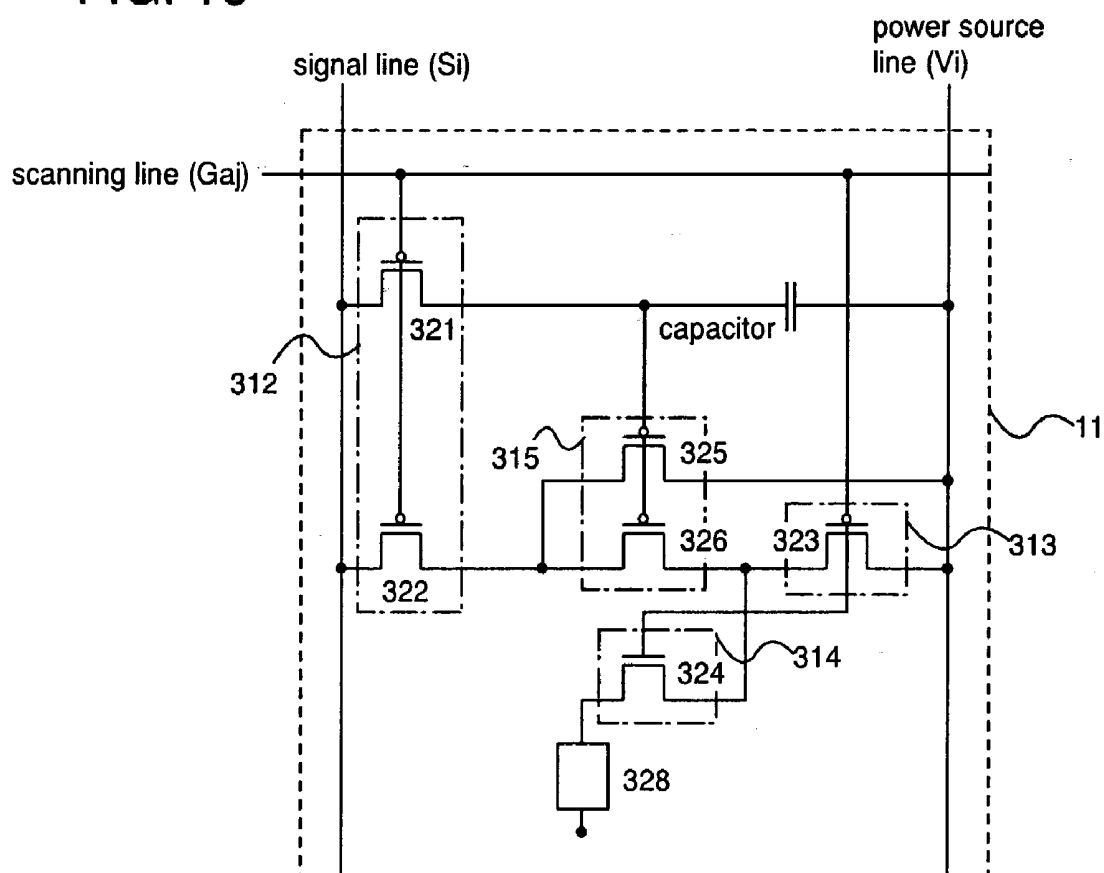 power source
line (Vi)
signal line (Si)
scanning line (Gaj)
321
capacitor
312
11
315
325
326
323
313
322
314
324
328